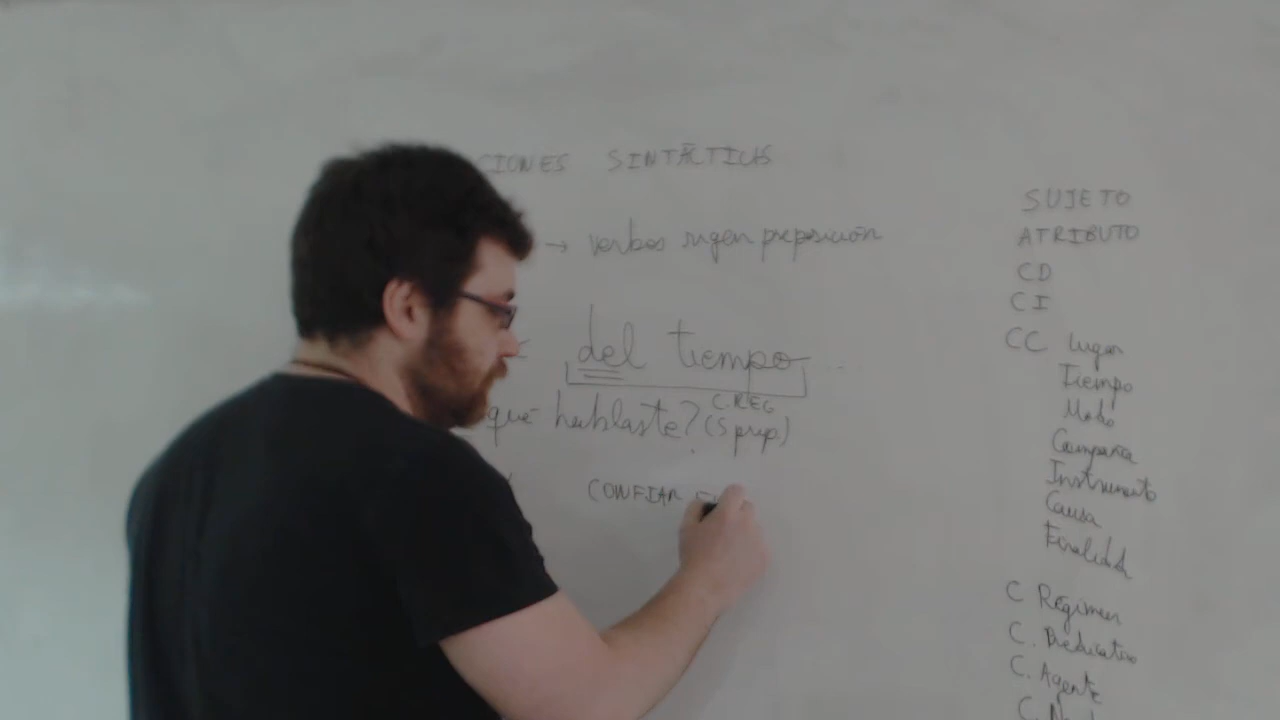 CIONES SINTÁCTICAS
→ verbos rigen preposición
del tiempo ...
C.REG
qué hablaste? (S prep.)
CONFIAR
SUJETO
ATRIBUTO
CD
CI
CC lugar
Tiempo
Modo
Compañía
Instrumento
Causa
Finalidad
C Régimen
C. Predicativo
C. Agente
C.